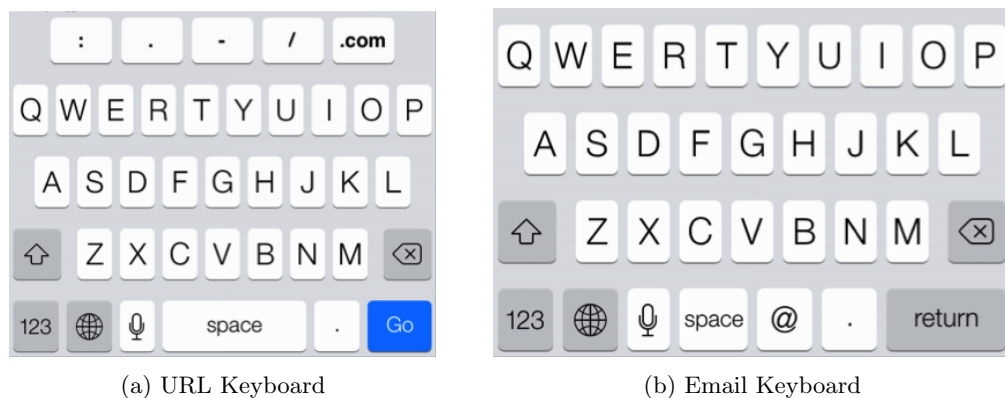 : . - / .com
Q W E R T Y U I O P
A S D F G H J K L
Z X C V B N M
123 space . Go
(a) URL Keyboard
Q W E R T Y U I O P
A S D F G H J K L
Z X C V B N M
123 space @ . return
(b) Email Keyboard